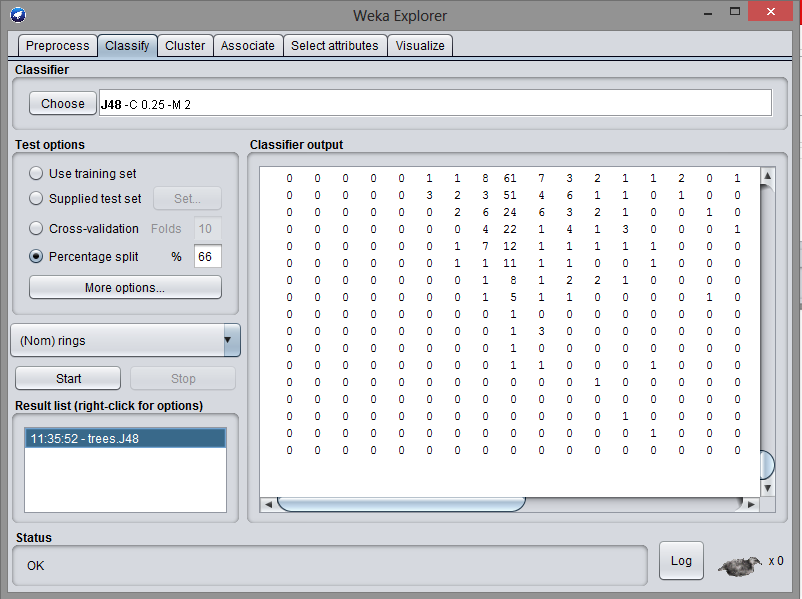 Weka Explorer
Preprocess Classify Cluster Associate Select attributes Visualize
Classifier
Choose J48 -C 0.25 -M 2
Test options
Use training set
Supplied test set Set...
Cross-validation Folds 10
Percentage split % 66
More options...
(Nom) rings
Start Stop
Result list (right-click for options)
11:35:52 - trees.J48
Classifier output
0 0 0 0 0 1 1 8 61 7 3 2 1 1 2 0 1
0 0 0 0 0 3 2 3 51 4 6 1 1 0 1 0 0
0 0 0 0 0 0 2 6 24 6 3 2 1 0 0 1 0
0 0 0 0 0 0 0 4 22 1 4 1 3 0 0 0 1
0 0 0 0 0 0 1 7 12 1 1 1 1 1 0 0 0
0 0 0 0 0 0 1 1 11 1 1 0 0 1 0 0 0
0 0 0 0 0 0 0 1 8 1 2 2 1 0 0 0 0
0 0 0 0 0 0 0 1 5 1 1 0 0 0 0 1 0
0 0 0 0 0 0 0 0 1 0 0 0 0 0 0 0 0
0 0 0 0 0 0 0 0 1 3 0 0 0 0 0 0 0
0 0 0 0 0 0 0 0 1 0 0 0 0 0 0 0 0
0 0 0 0 0 0 0 0 1 1 0 0 0 1 0 0 0
0 0 0 0 0 0 0 0 0 0 0 1 0 0 0 0 0
0 0 0 0 0 0 0 0 0 0 0 0 0 0 0 0 0
0 0 0 0 0 0 0 0 0 0 0 0 1 0 0 0 0
0 0 0 0 0 0 0 0 0 0 0 0 0 1 0 0 0
0 0 0 0 0 0 0 0 0 0 0 0 0 0 0 0 0
Status
OK
Log
x 0